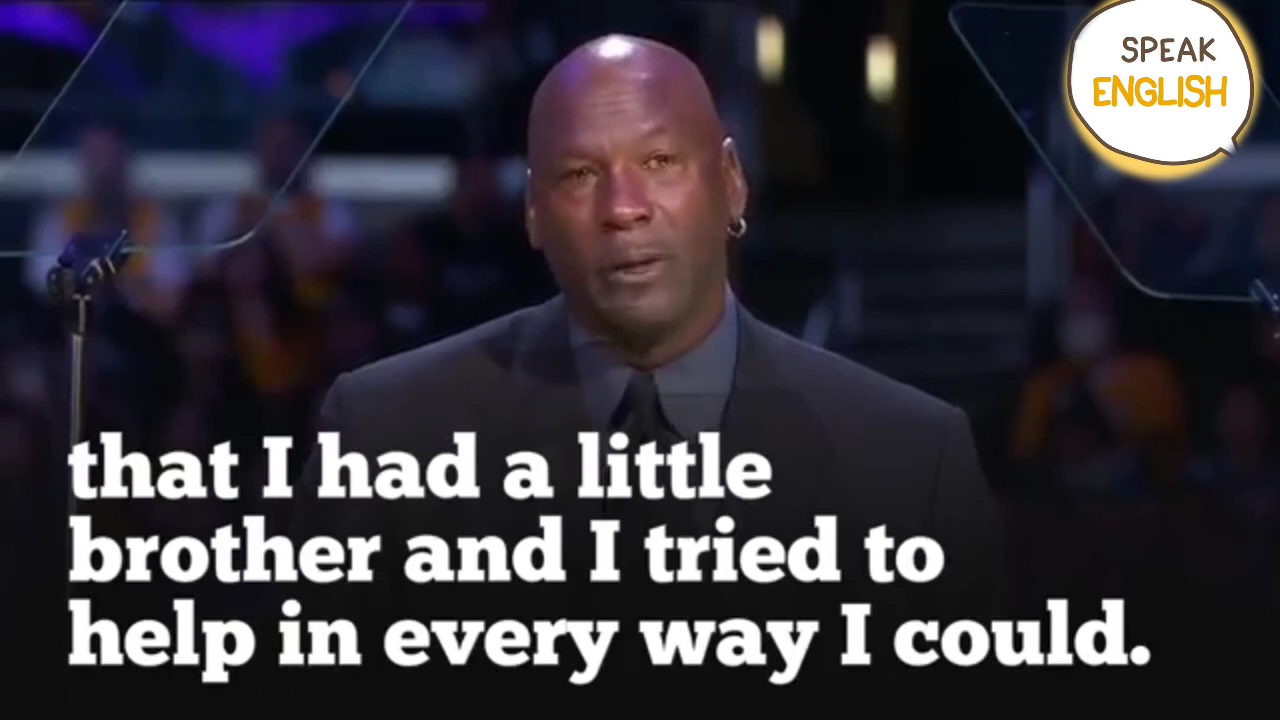 SPEAK
ENGLISH
that I had a little
brother and I tried to
help in every way I could.